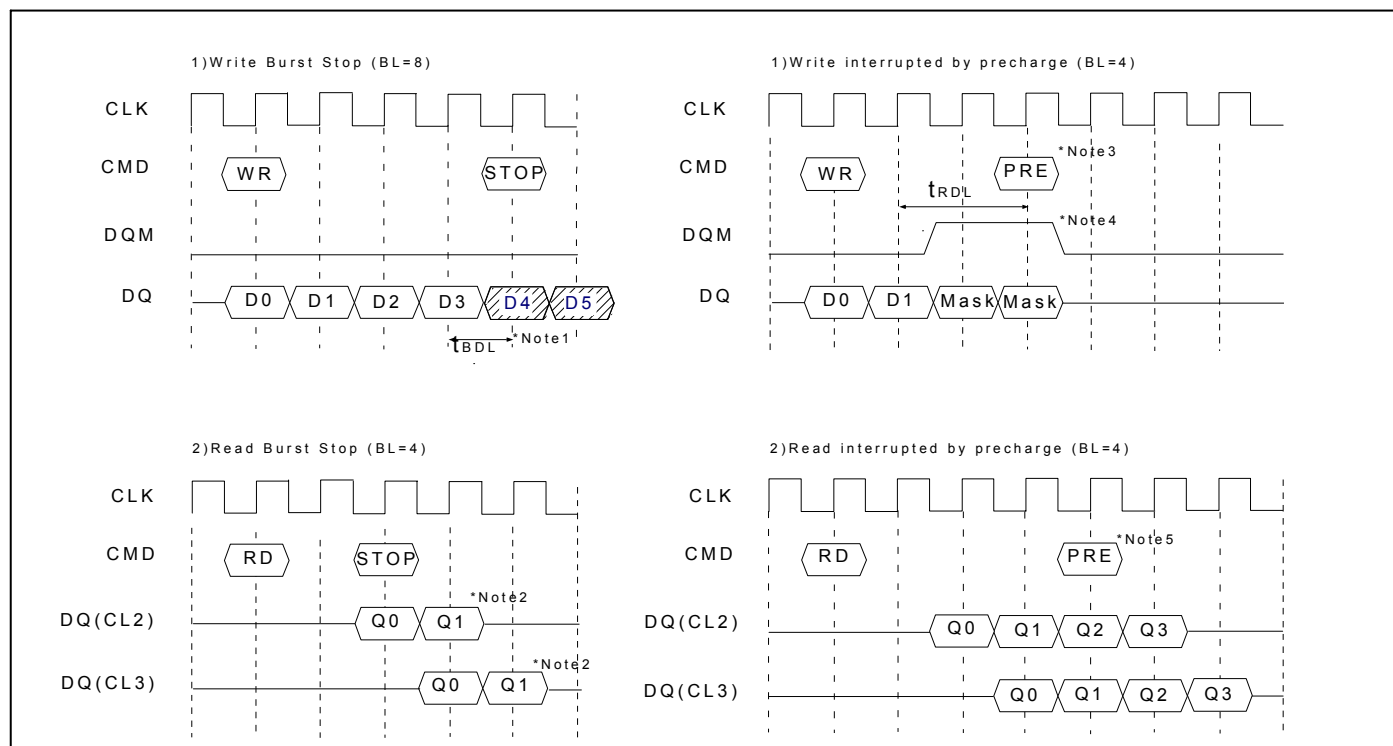 1)Write Burst Stop (BL=8)
CLK
CMD
WR
STOP
DQM
DQ
D0
D1
D2
D3
D4
D5
tBDL
*Note1
1)Write interrupted by precharge (BL=4)
CLK
CMD
WR
PRE
*Note3
tRDL
DQM
*Note4
DQ
D0
D1
Mask
Mask
2)Read Burst Stop (BL=4)
CLK
CMD
RD
STOP
DQ(CL2)
Q0
Q1
*Note2
DQ(CL3)
Q0
Q1
*Note2
2)Read interrupted by precharge (BL=4)
CLK
CMD
RD
PRE
*Note5
DQ(CL2)
Q0
Q1
Q2
Q3
DQ(CL3)
Q0
Q1
Q2
Q3